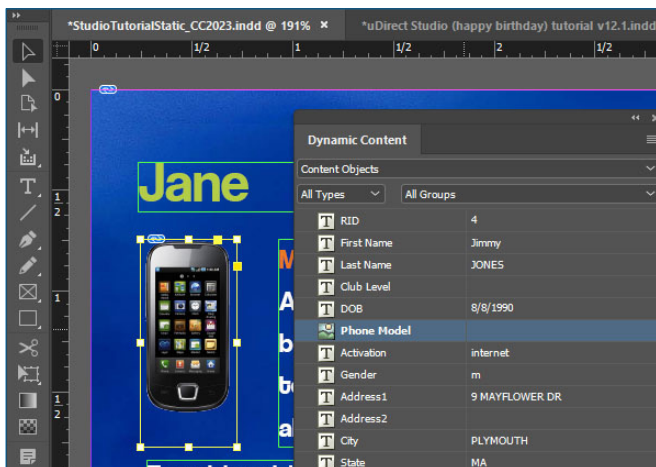 *StudioTutorialStatic_CC2023.indd @ 191% × *uDirect Studio (happy birthday) tutorial v12.1.indd
0 1/2 1 1/2 2 1/2
0
1
2
1
1
2
Jane
M
A
b
to
al
Dynamic Content
Content Objects
All Types All Groups
RID 4
First Name Jimmy
Last Name JONES
Club Level
DOB 8/8/1990
Phone Model
Activation internet
Gender m
Address1 9 MAYFLOWER DR
Address2
City PLYMOUTH
State MA